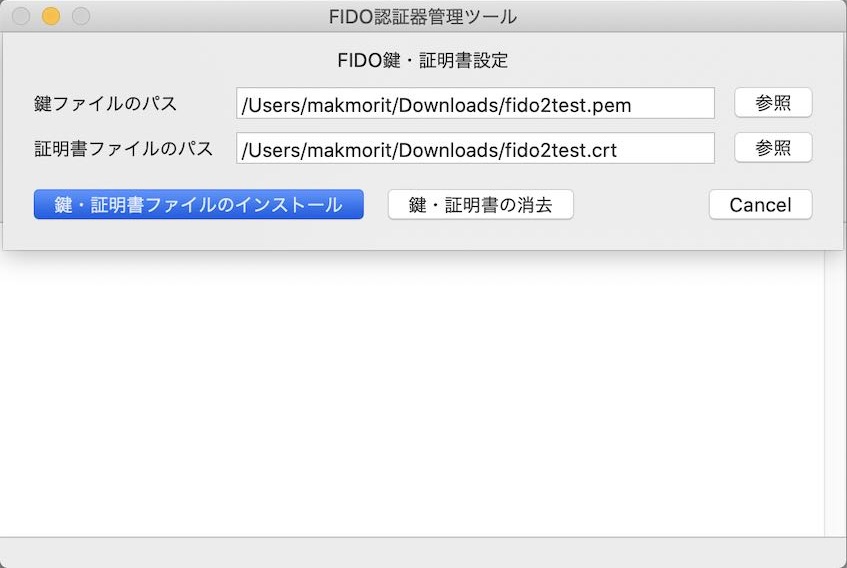 FIDO認証器管理ツール
FIDO鍵・証明書設定
鍵ファイルのパス /Users/makmorit/Downloads/fido2test.pem 参照
証明書ファイルのパス /Users/makmorit/Downloads/fido2test.crt 参照
鍵・証明書ファイルのインストール 鍵・証明書の消去 Cancel